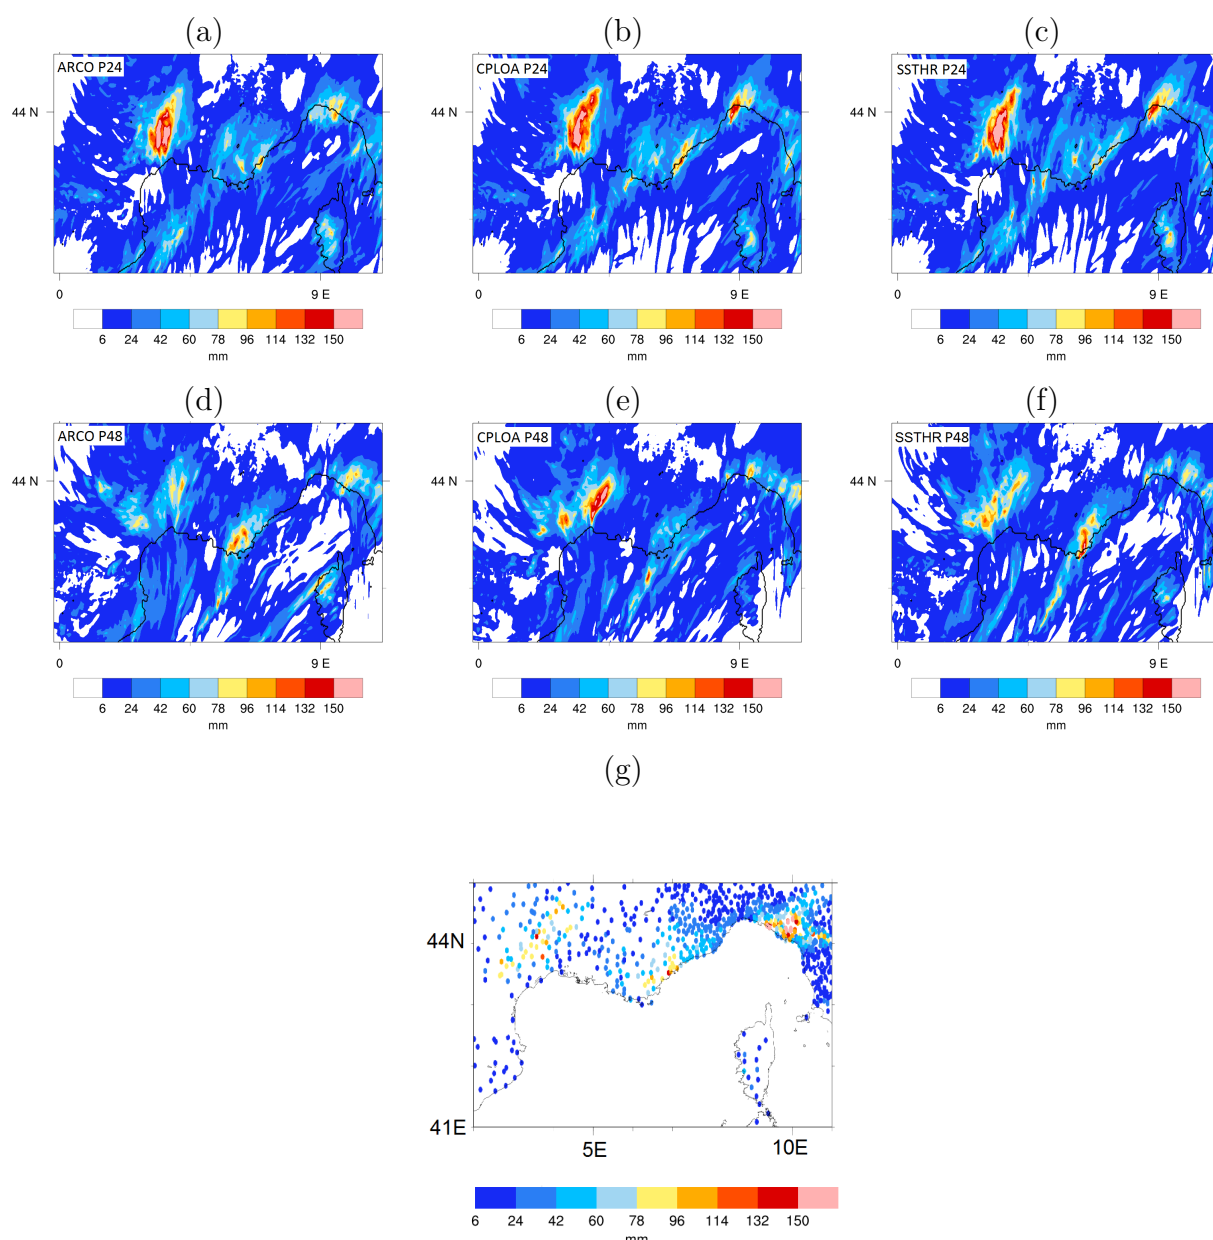 (a) (b) (c)
ARCO P24 CPLOA P24 SSTHR P24
44 N 44 N 44 N
0 9 E 0 9 E 0 9 E
6 24 42 60 78 96 114 132 150 6 24 42 60 78 96 114 132 150 6 24 42 60 78 96 114 132 150
mm mm mm
(d) (e) (f)
ARCO P48 CPLOA P48 SSTHR P48
44 N 44 N 44 N
0 9 E 0 9 E 0 9 E
6 24 42 60 78 96 114 132 150 6 24 42 60 78 96 114 132 150 6 24 42 60 78 96 114 132 150
mm mm mm
(g)
44N
41E
5E 10E
6 24 42 60 78 96 114 132 150
mm